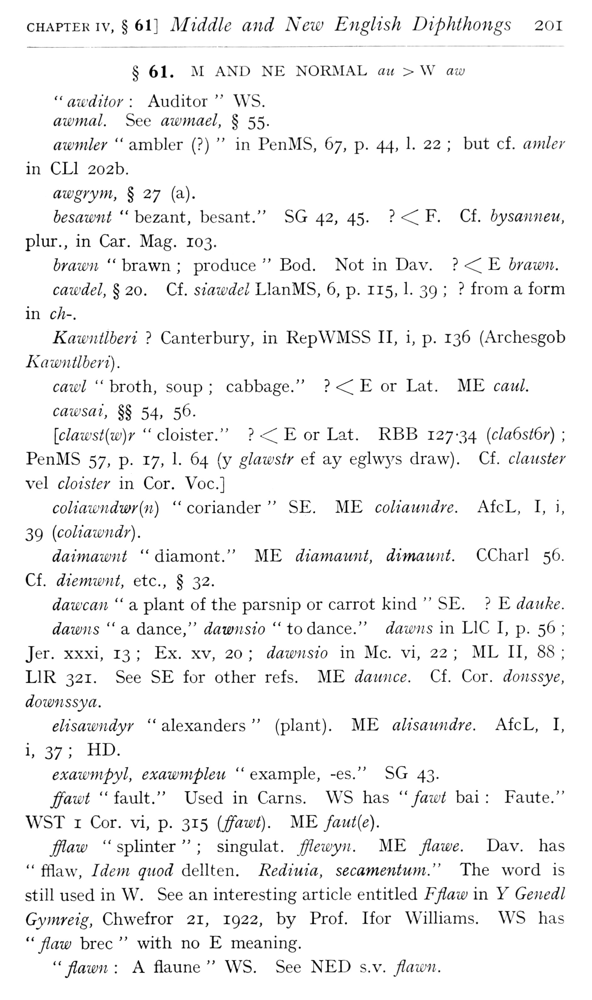 CHAPTER IV, § 61] Middle and New English Diphthongs 201
§ 61. M AND NE NORMAL au > W aw
“ awditor : Auditor ” WS.
awmal. See awmael, § 55.
awmler “ ambler (?) ” in PenMS, 67, p. 44, l. 22 ; but cf. amler
in CLl 202b.
awgrym, § 27 (a).
besawnt “ bezant, besant.” SG 42, 45. ? < F. Cf. bysanneu,
plur., in Car. Mag. 103.
brawn “ brawn ; produce ” Bod. Not in Dav. ? < E brawn.
cawdel, § 20. Cf. siawdel LlanMS, 6, p. 115, l. 39 ; ? from a form
in ch-.
Kawntlberi ? Canterbury, in RepWMSS II, i, p. 136 (Archesgob
Kawntlberi).
cawl “ broth, soup ; cabbage.” ? < E or Lat. ME caul.
cawsai, §§ 54, 56.
[clawst(w)r “ cloister.” ? < E or Lat. RBB 127·34 (cla6st6r) ;
PenMS 57, p. 17, l. 64 (y glawstr ef ay eglwys draw). Cf. clauster
vel cloister in Cor. Voc.]
coliawndwr(n) “ coriander ” SE. ME coliaundre. AfcL, I, i,
39 (coliawndr).
daimawnt “ diamont.” ME diamaunt, dimaunt. CCharl 56.
Cf. diemwnt, etc., § 32.
dawcan “ a plant of the parsnip or carrot kind ” SE. ? E dauke.
dawns “ a dance,” dawnsio “ to dance.” dawns in LlC I, p. 56 ;
Jer. xxxi, 13 ; Ex. xv, 20 ; dawnsio in Mc. vi, 22 ; ML II, 88 ;
LlR 321. See SE for other refs. ME daunce. Cf. Cor. donssye,
downssya.
elisawndyr “ alexanders ” (plant). ME alisaundre. AfcL, I,
i, 37 ; HD.
exawmpyl, exawmpleu “ example, -es.” SG 43.
ffawt “ fault.” Used in Carns. WS has “ fawt bai : Faute.”
WST 1 Cor. vi, p. 315 (ffawt). ME faut(e).
fflaw “ splinter ” ; singulat. fflewyn. ME flawe. Dav. has
“ fflaw, Idem quod dellten. Rediuia, secamentum.” The word is
still used in W. See an interesting article entitled Fflaw in Y Genedl
Gymreig, Chwefror 21, 1922, by Prof. Ifor Williams. WS has
“ flaw brec ” with no E meaning.
“ flawn : A flaune ” WS. See NED s.v. flawn.